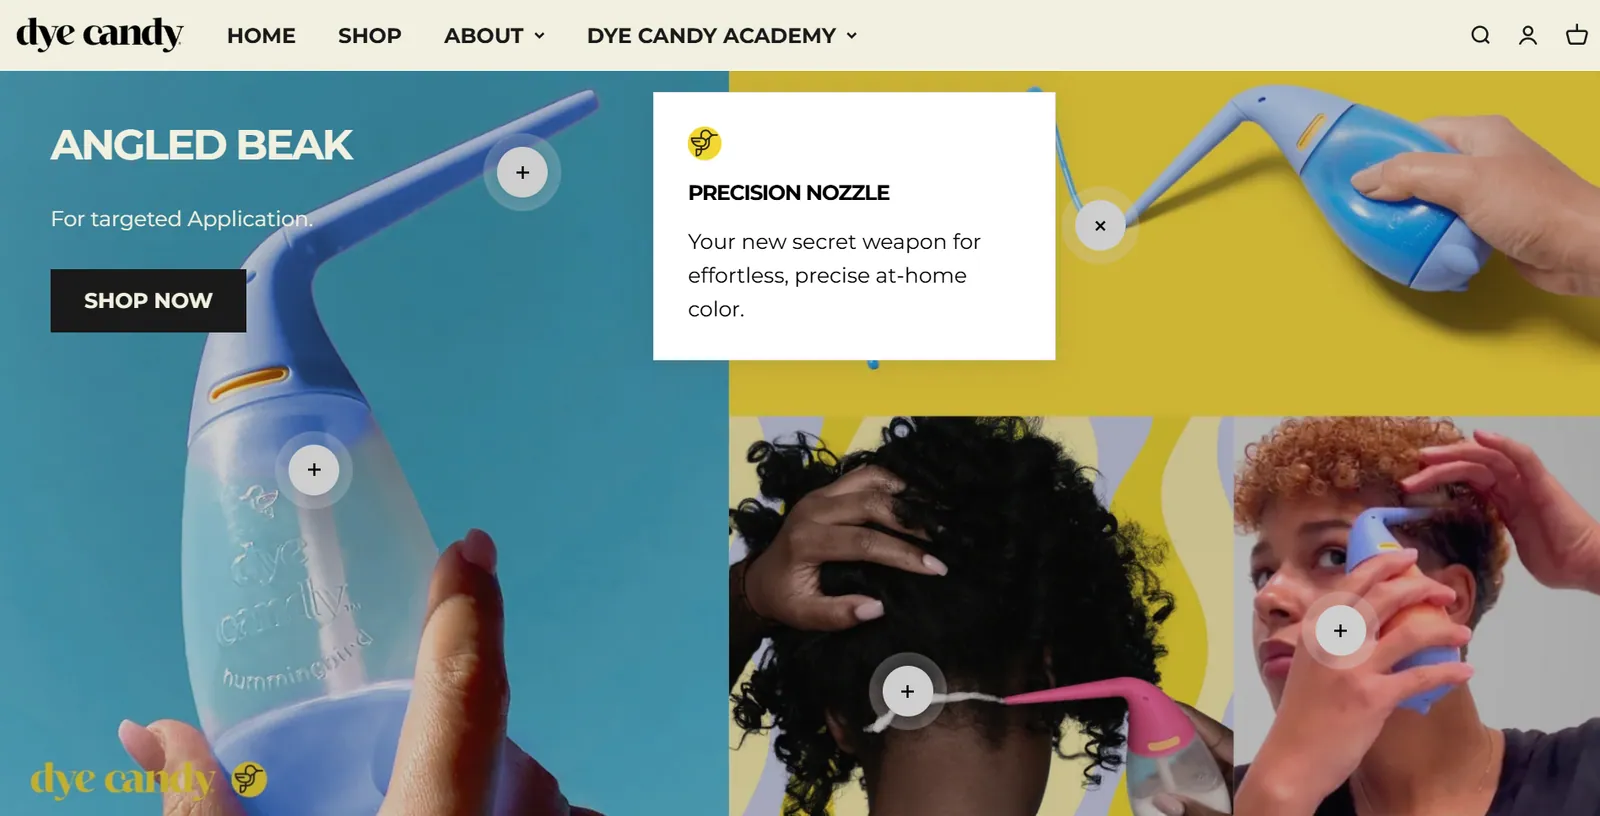 dye candy
HOME
SHOP
ABOUT
DYE CANDY ACADEMY
ANGLED BEAK
For targeted Application.
SHOP NOW
PRECISION NOZZLE
Your new secret weapon for
effortless, precise at-home
color.
dye
candy
hummingbird
dye candy